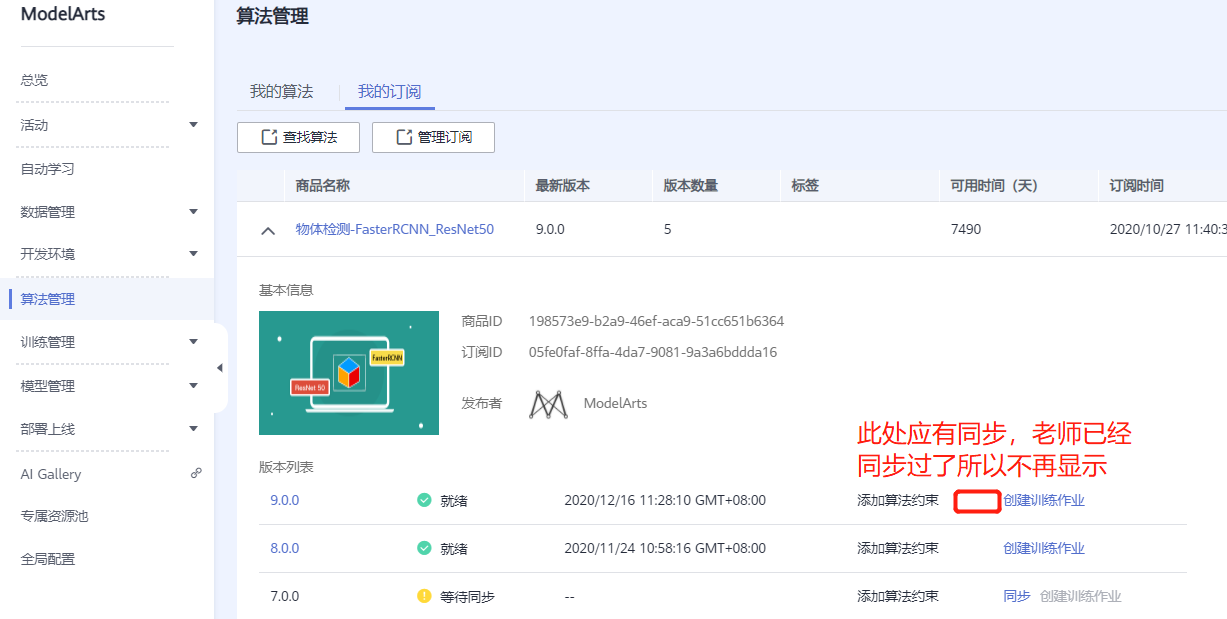 ModelArts
总览
活动
自动学习
数据管理
开发环境
算法管理
训练管理
模型管理
部署上线
AI Gallery
专属资源池
全局配置
算法管理
我的算法 我的订阅
查找算法 管理订阅
商品名称 最新版本 版本数量 标签 可用时间（天） 订阅时间
物体检测-FasterRCNN_ResNet50 9.0.0 5 7490 2020/10/27 11:40:3
基本信息
FasterRCNN
ResNet 50
商品ID 198573e9-b2a9-46ef-aca9-51cc651b6364
订阅ID 05fe0faf-8ffa-4da7-9081-9a3a6bddda16
发布者 ModelArts
此处应有同步，老师已经
同步过了所以不再显示
版本列表
9.0.0 就绪 2020/12/16 11:28:10 GMT+08:00 添加算法约束 创建训练作业
8.0.0 就绪 2020/11/24 10:58:16 GMT+08:00 添加算法约束 创建训练作业
7.0.0 等待同步 -- 添加算法约束 同步 创建训练作业